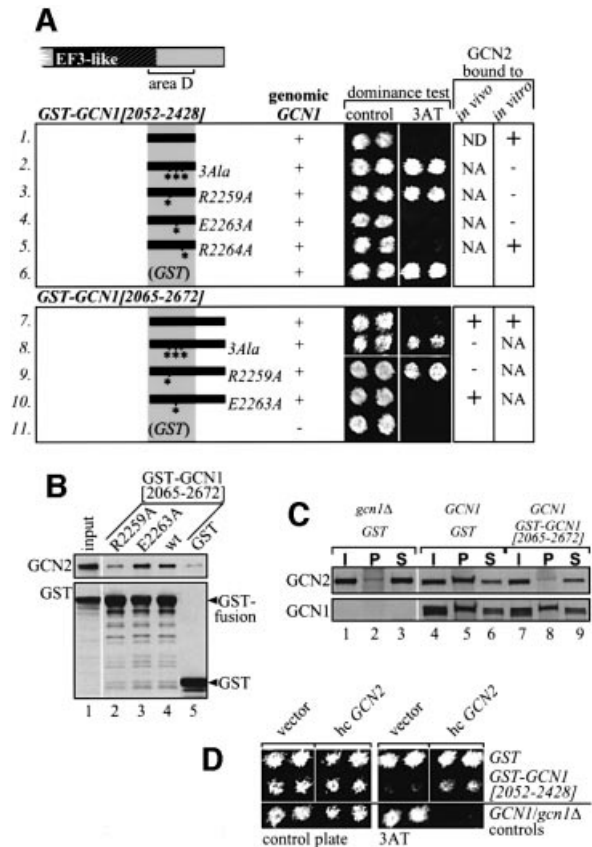 A
EF3-like
area D
GCN2
bound to
genomic
GCN1
dominance test
control 3AT
in vivo
in vitro
GST-GCN1[2052-2428]
1. + ND +
2. *** 3Ala + NA -
3. * R2259A + NA -
4. * E2263A + NA -
5. * R2264A + NA +
6. (GST) +
GST-GCN1[2065-2672]
7. + + +
8. *** 3Ala + - NA
9. * R2259A + - NA
10. * E2263A + + NA
11. (GST) -
B
GST-GCN1
[2065-2672]
input R2259A E2263A wt GST
GCN2
GST
GST-
fusion
GST
1 2 3 4 5
C
gcn1Δ GCN1 GCN1
GST GST GST-GCN1
[2065-2672]
I P S I P S I P S
GCN2
GCN1
1 2 3 4 5 6 7 8 9
D
vector hc GCN2 vector hc GCN2
GST
GST-GCN1
[2052-2428]
GCN1/gcn1Δ
controls
control plate 3AT